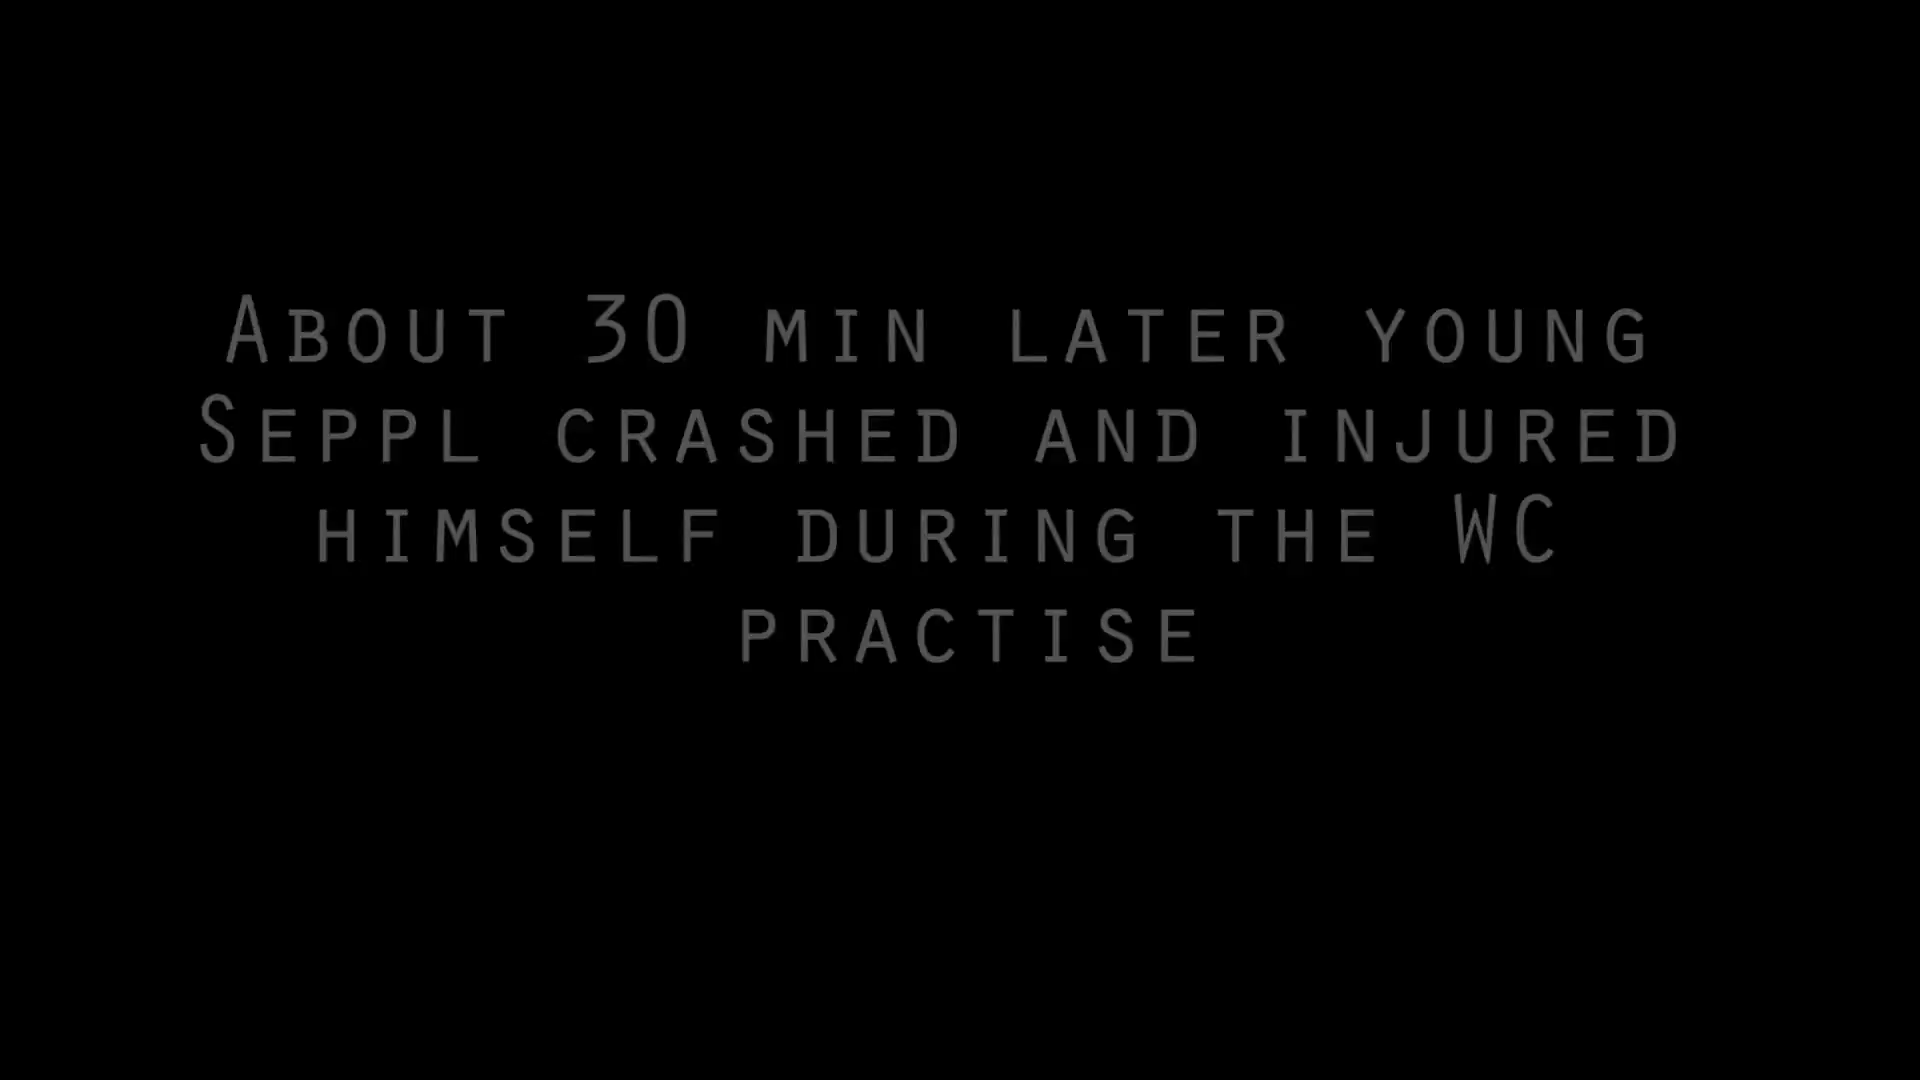 About 30 min later young
Seppl crashed and injured
himself during the WC
practise